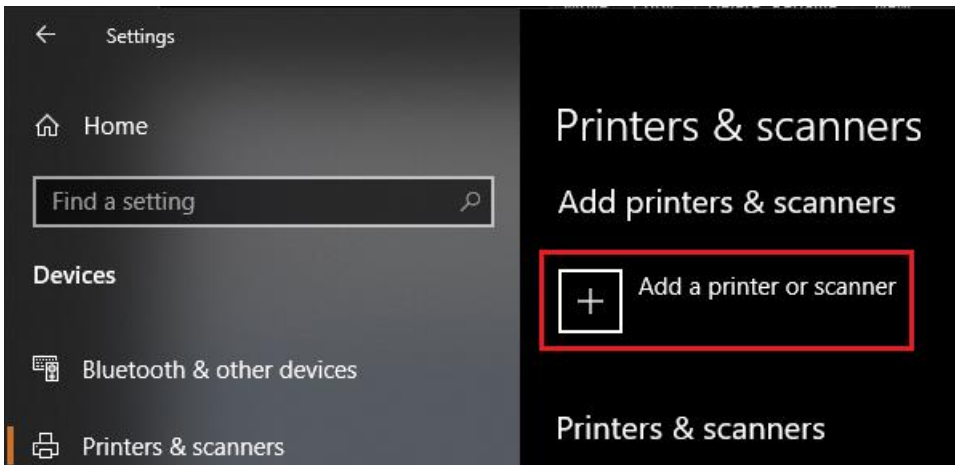 Settings
Home
Find a setting
Devices
Bluetooth & other devices
Printers & scanners
Printers & scanners
Add printers & scanners
Add a printer or scanner
Printers & scanners